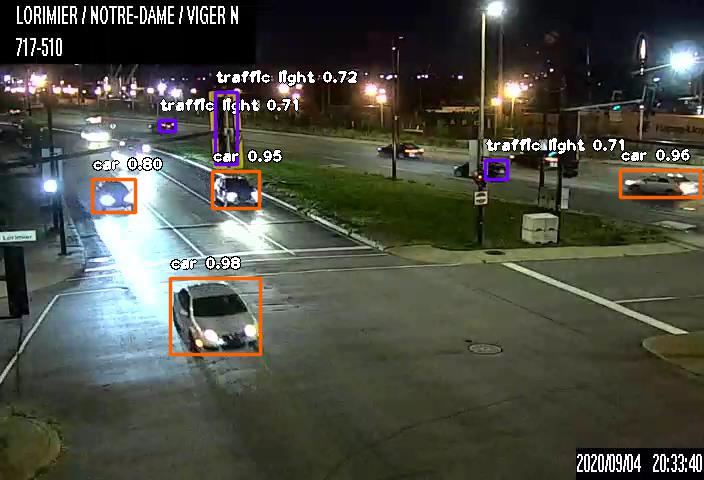 LORIMIER / NOTRE-DAME / VIGER N
717-510
traffic light 0.72
traffic light 0.71
traffic light 0.71
car 0.80
car 0.95
car 0.96
Lorimier
car 0.98
2020/09/04 20:33:40